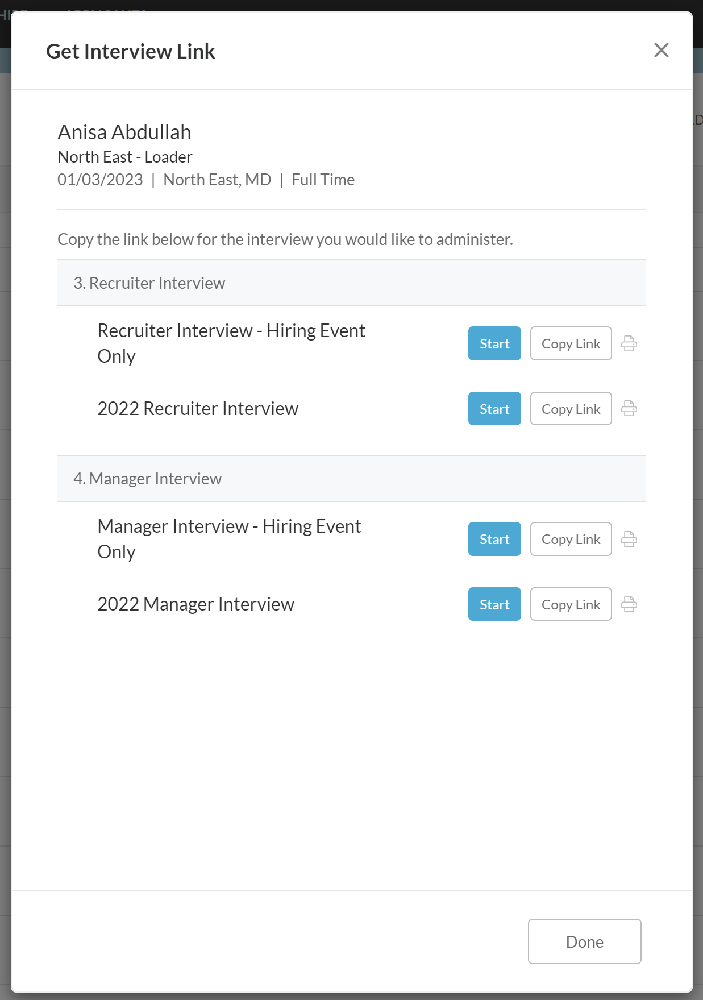 Get Interview Link
Anisa Abdullah
North East - Loader
01/03/2023 | North East, MD | Full Time
Copy the link below for the interview you would like to administer.
3. Recruiter Interview
Recruiter Interview - Hiring Event
Only
Start Copy Link
2022 Recruiter Interview Start Copy Link
4. Manager Interview
Manager Interview - Hiring Event
Only
Start Copy Link
2022 Manager Interview Start Copy Link
Done